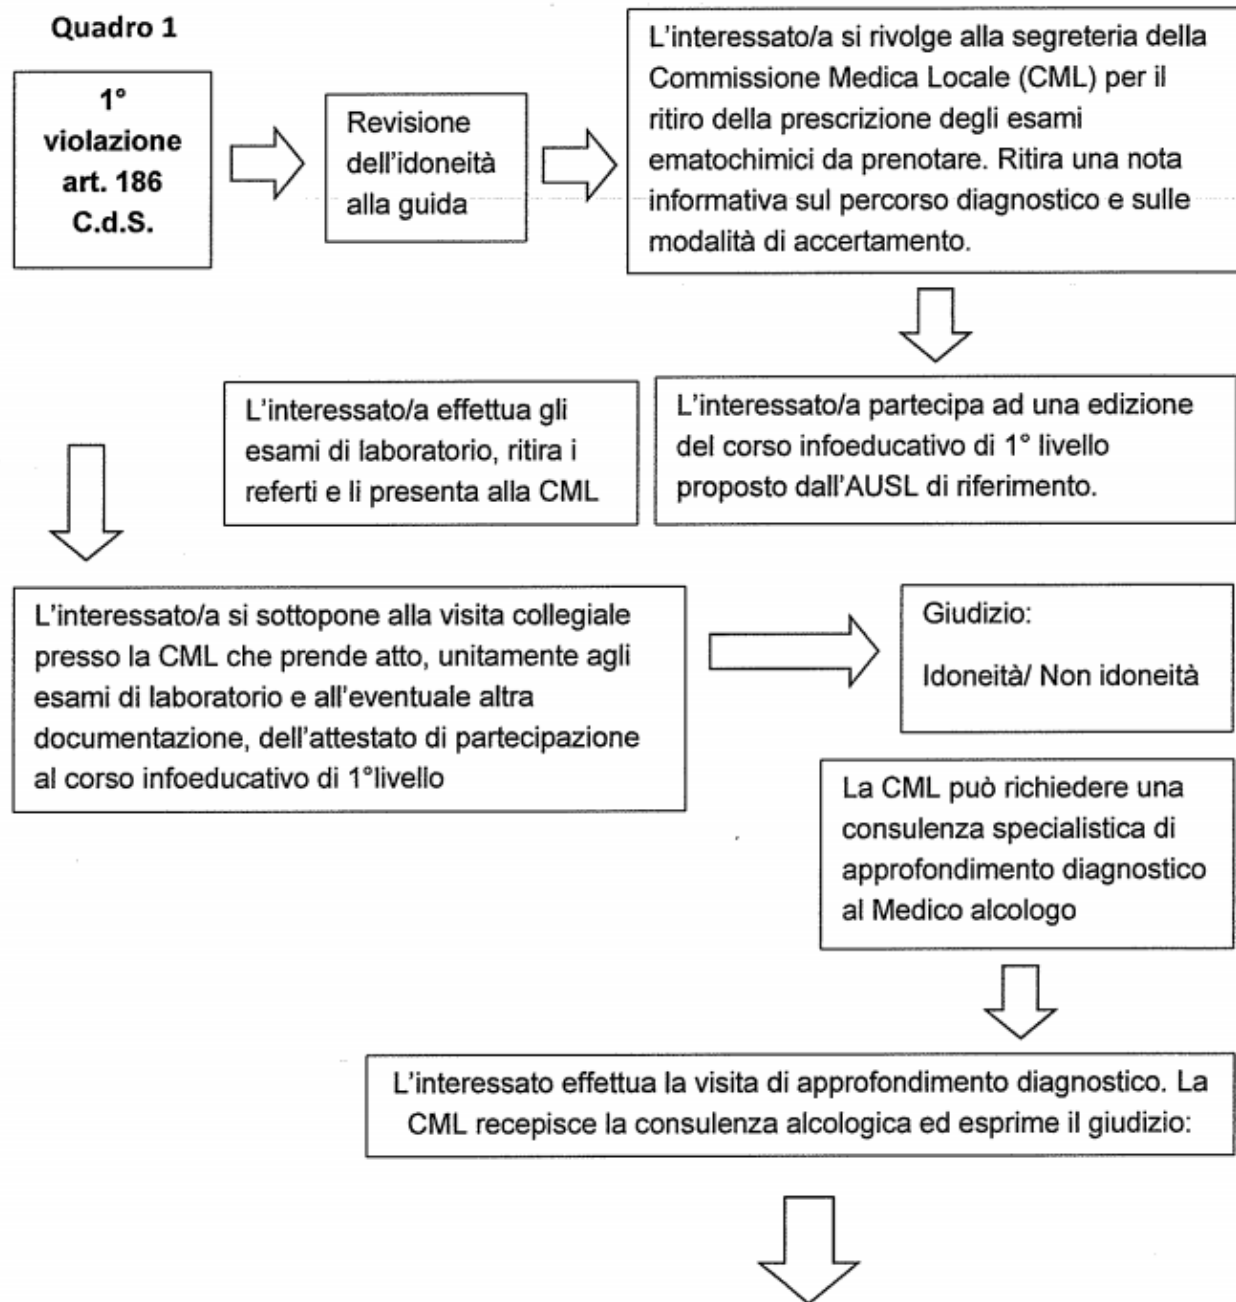 Quadro 1
1°
violazione
art. 186
C.d.S.
Revisione
dell'idoneità
alla guida
L'interessato/a si rivolge alla segreteria della
Commissione Medica Locale (CML) per il
ritiro della prescrizione degli esami
ematochimici da prenotare. Ritira una nota
informativa sul percorso diagnostico e sulle
modalità di accertamento.
L'interessato/a effettua gli
esami di laboratorio, ritira i
referti e li presenta alla CML
L'interessato/a partecipa ad una edizione
del corso infoeducativo di 1° livello
proposto dall'AUSL di riferimento.
L'interessato/a si sottopone alla visita collegiale
presso la CML che prende atto, unitamente agli
esami di laboratorio e all'eventuale altra
documentazione, dell'attestato di partecipazione
al corso infoeducativo di 1°livello
Giudizio:
Idoneità/ Non idoneità
La CML può richiedere una
consulenza specialistica di
approfondimento diagnostico
al Medico alcologo
L'interessato effettua la visita di approfondimento diagnostico. La
CML recepisce la consulenza alcologica ed esprime il giudizio: